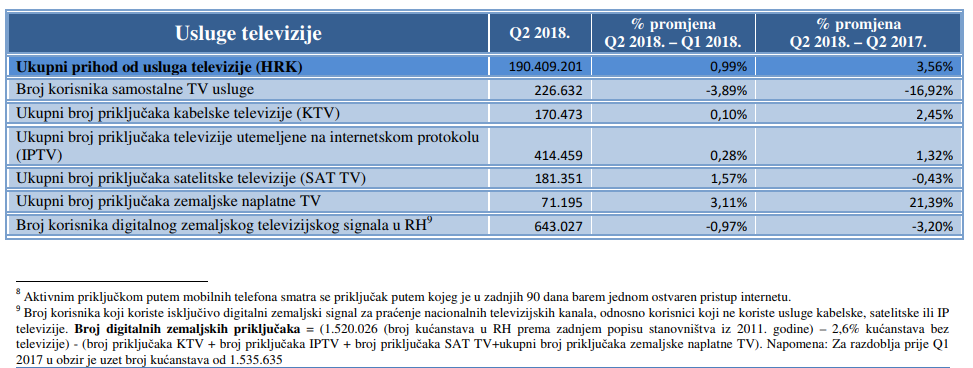 Usluge televizije Q2 2018. % promjena Q2 2018. – Q1 2018. % promjena Q2 2018. – Q2 2017.
Ukupni prihod od usluga televizije (HRK) 190.409.201 0,99% 3,56%
Broj korisnika samostalne TV usluge 226.632 -3,89% -16,92%
Ukupni broj priključaka kabelske televizije (KTV) 170.473 0,10% 2,45%
Ukupni broj priključaka televizije utemeljene na internetskom protokolu
(IPTV) 414.459 0,28% 1,32%
Ukupni broj priključaka satelitske televizije (SAT TV) 181.351 1,57% -0,43%
Ukupni broj priključaka zemaljske naplatne TV 71.195 3,11% 21,39%
Broj korisnika digitalnog zemaljskog televizijskog signala u RH⁹ 643.027 -0,97% -3,20%
⁸ Aktivnim priključkom putem mobilnih telefona smatra se priključak putem kojeg je u zadnjih 90 dana barem jednom ostvaren pristup internetu.
⁹ Broj korisnika koji koriste isključivo digitalni zemaljski signal za praćenje nacionalnih televizijskih kanala, odnosno korisnici koji ne koriste usluge kabelske, satelitske ili IP
televizije. Broj digitalnih zemaljskih priključaka = (1.520.026 (broj kućanstava u RH prema zadnjem popisu stanovništva iz 2011. godine) – 2,6% kućanstava bez
televizije) - (broj priključaka KTV + broj priključaka IPTV + broj priključaka SAT TV+ukupni broj priključaka zemaljske naplatne TV). Napomena: Za razdoblja prije Q1
2017 u obzir je uzet broj kućanstava od 1.535.635